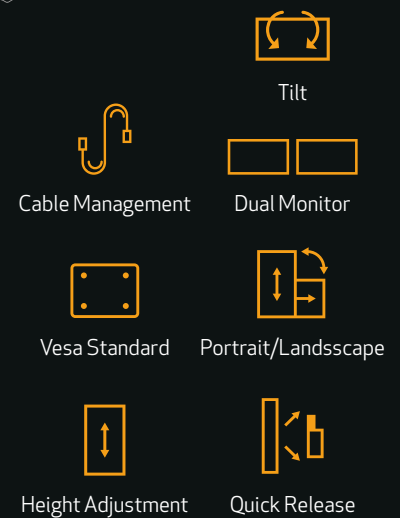 Tilt
Cable Management
Dual Monitor
Vesa Standard
Portrait/Landsscape
Height Adjustment
Quick Release